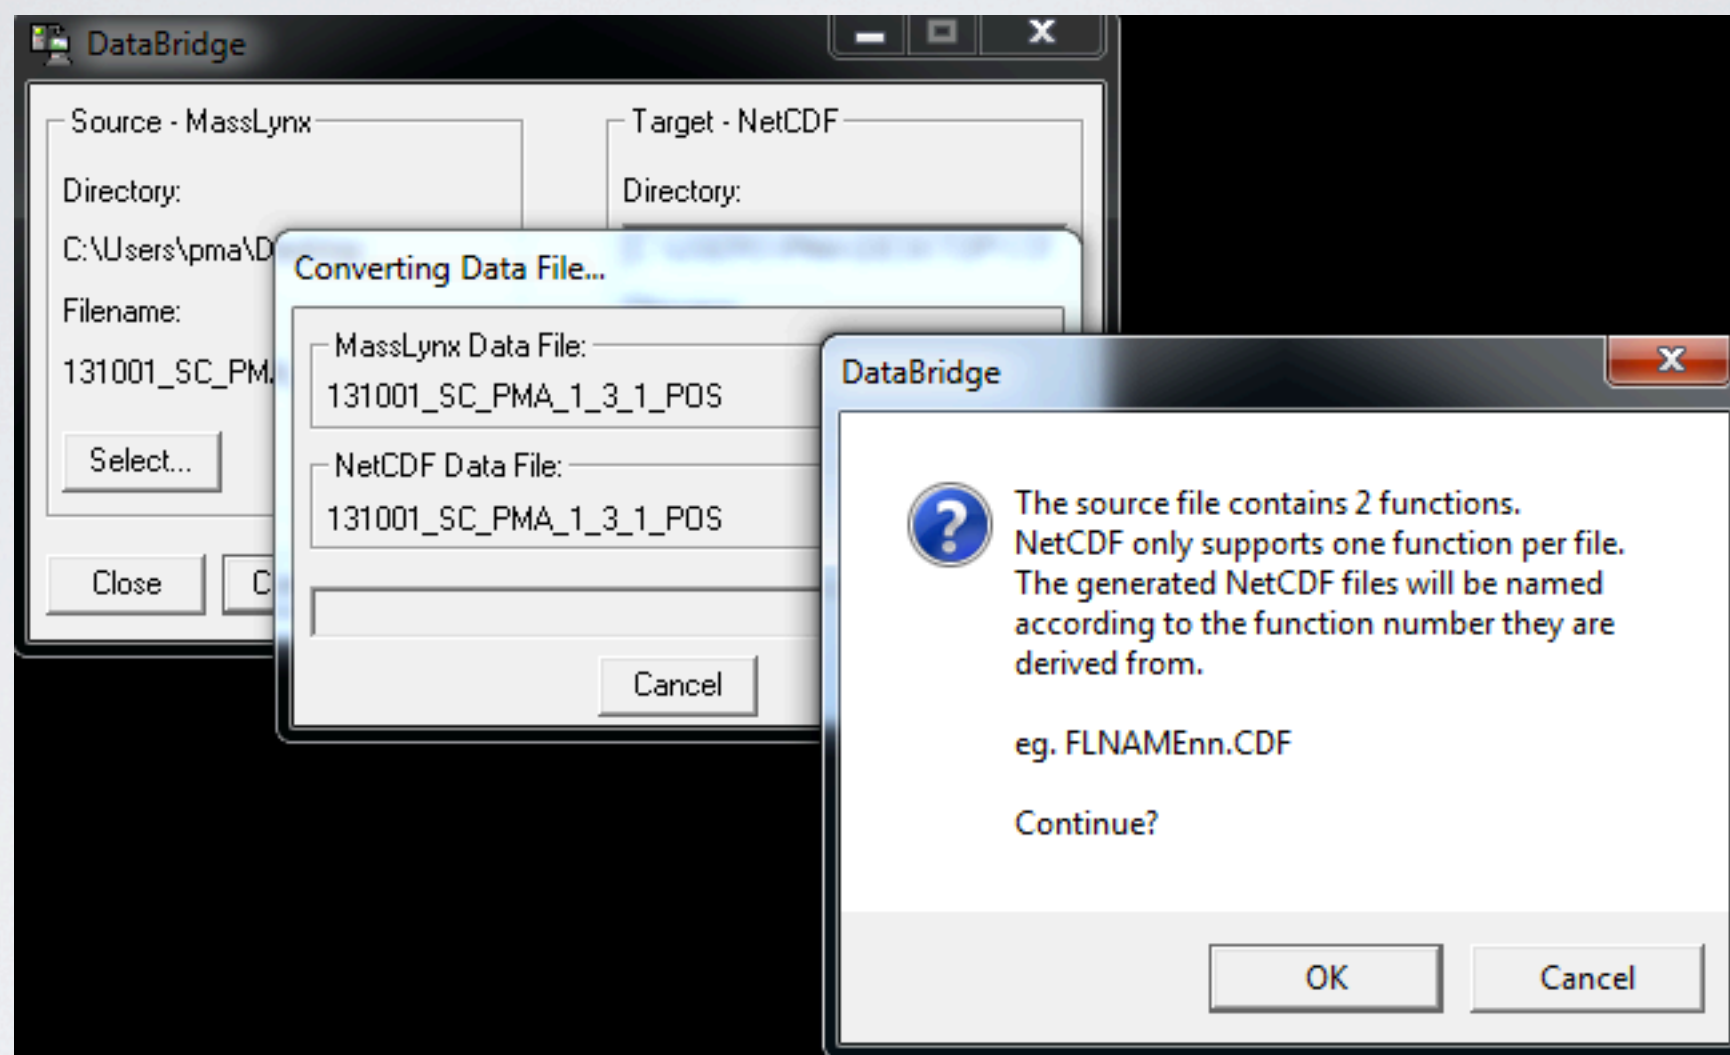 DataBridge
Source - MassLynx
Directory:
C:\Users\pma\D
Filename:
131001_SC_PM
Select...
Close
C
Target - NetCDF
Directory:
Converting Data File...
MassLynx Data File:
131001_SC_PMA_1_3_1_POS
NetCDF Data File:
131001_SC_PMA_1_3_1_POS
Cancel
DataBridge
The source file contains 2 functions.
NetCDF only supports one function per file.
The generated NetCDF files will be named
according to the function number they are
derived from.
eg. FLNAMEnn.CDF
Continue?
OK
Cancel